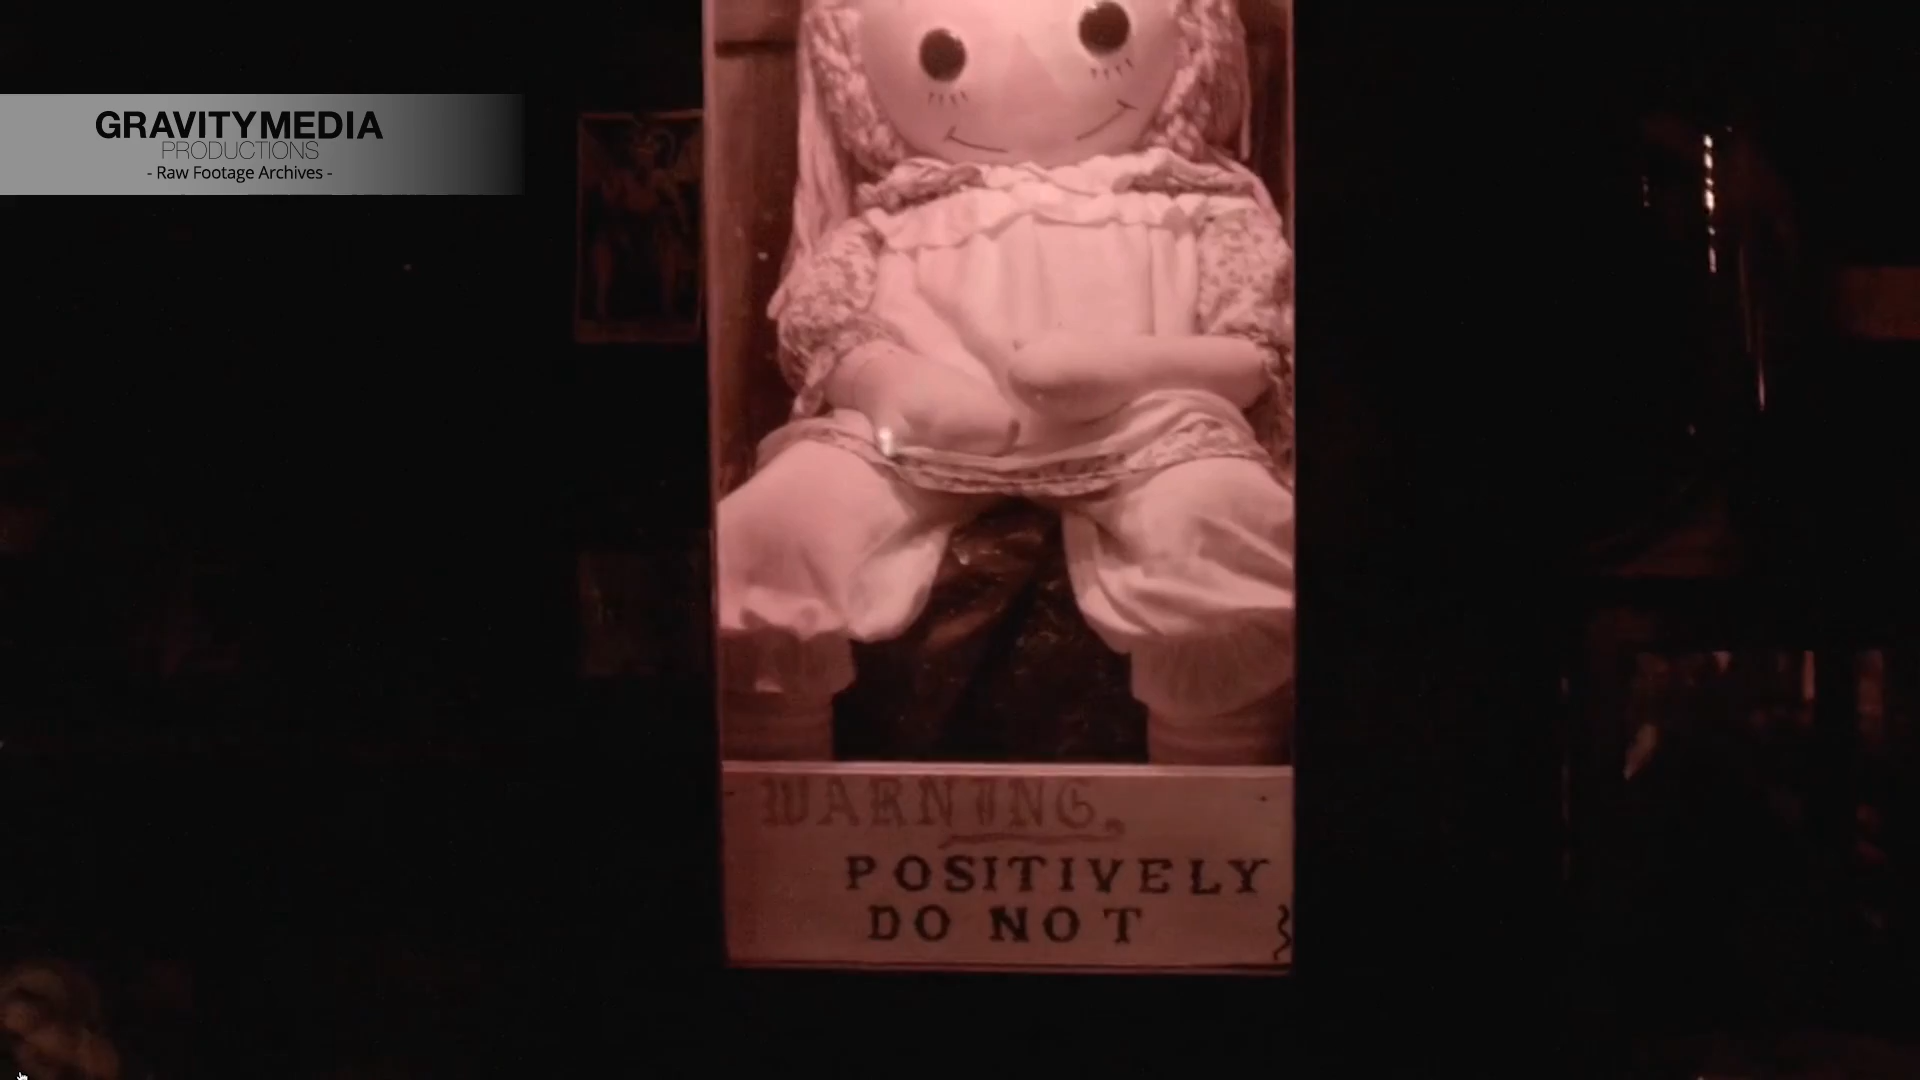 GRAVITYMEDIA
PRODUCTIONS
- Raw Footage Archives -
WARNING,
POSITIVELY
DO NOT